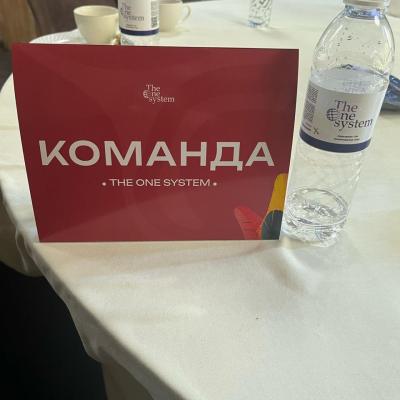 The
One
system
КОМАНДА
• THE ONE SYSTEM •
The
One
system